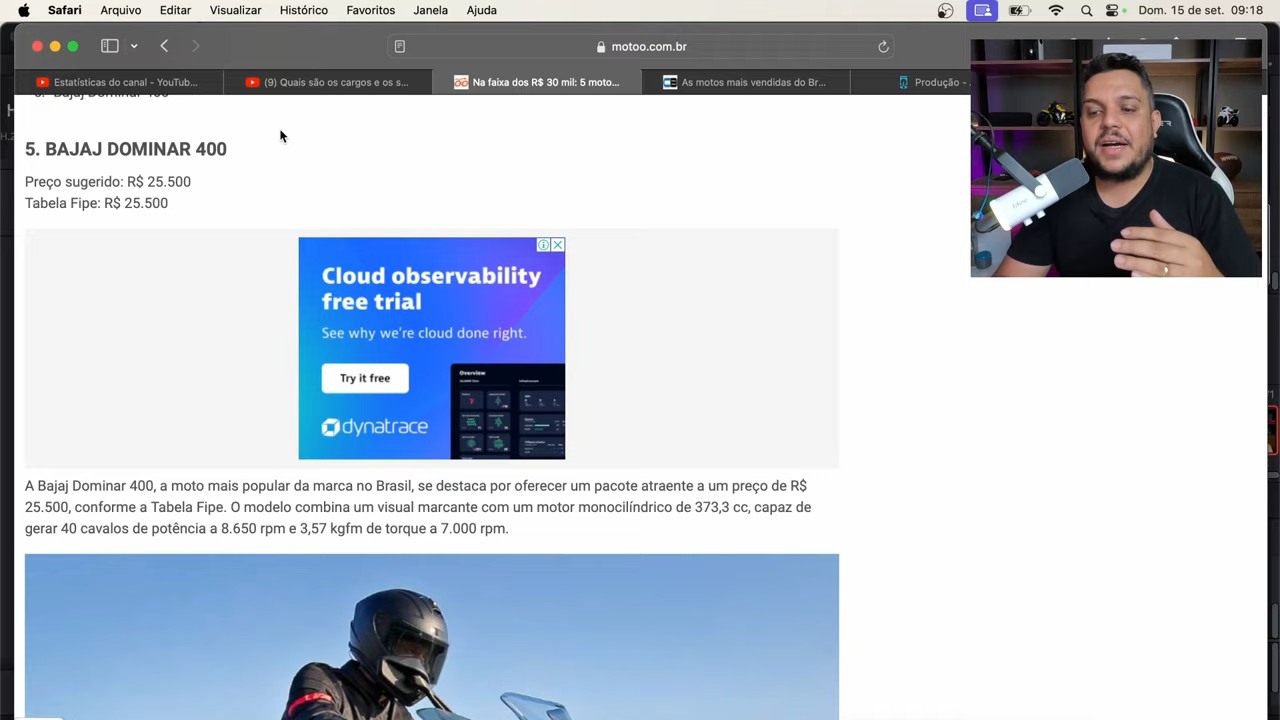 Safari Arquivo Editar Visualizar Histórico Favoritos Janela Ajuda Dom. 15 de set. 09:18
motoo.com.br
Estatísticas do canal - YouTub...
(9) Quais são os cargos e os s...
Na faixa dos R$ 30 mil: 5 moto...
As motos mais vendidas do Br...
Produção -
5. Bajaj Dominar 400
5. BAJAJ DOMINAR 400
Preço sugerido: R$ 25.500
Tabela Fipe: R$ 25.500
Cloud observability
free trial
See why we're cloud done right.
Try it free
dynatrace
Overview
A Bajaj Dominar 400, a moto mais popular da marca no Brasil, se destaca por oferecer um pacote atraente a um preço de R$
25.500, conforme a Tabela Fipe. O modelo combina um visual marcante com um motor monocilíndrico de 373,3 cc, capaz de
gerar 40 cavalos de potência a 8.650 rpm e 3,57 kgfm de torque a 7.000 rpm.